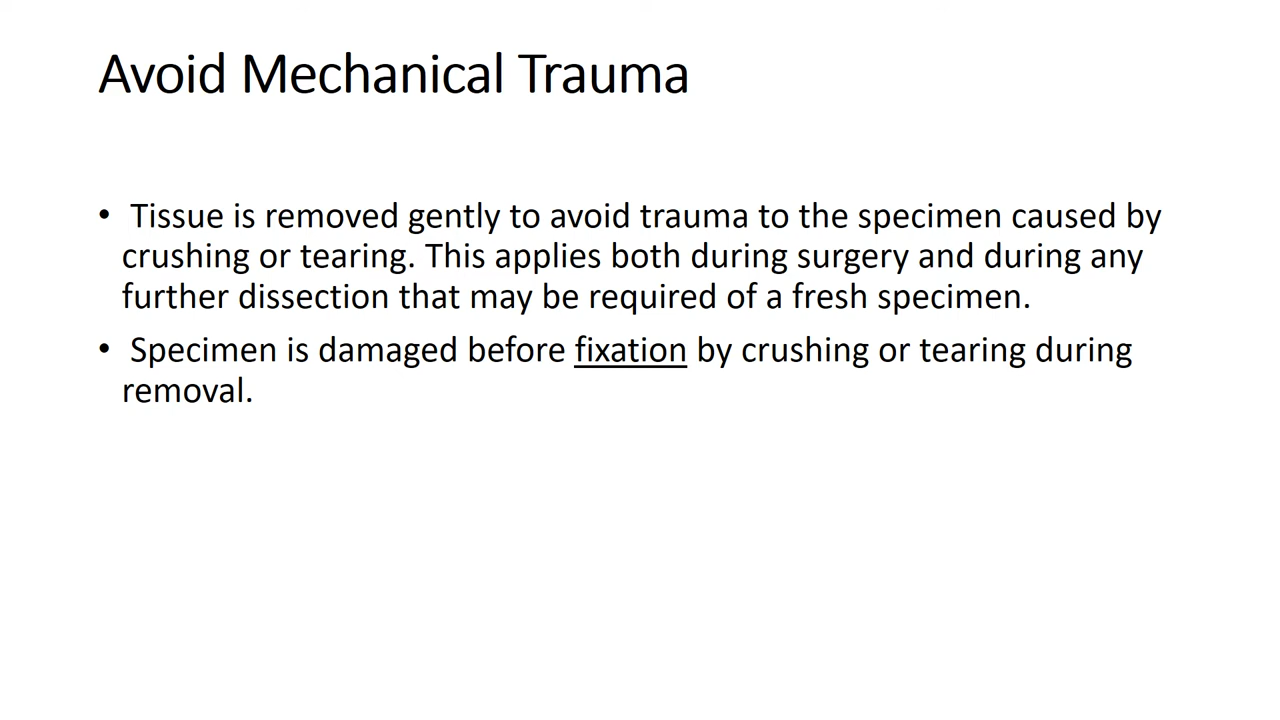 Avoid Mechanical Trauma
• Tissue is removed gently to avoid trauma to the specimen caused by
crushing or tearing. This applies both during surgery and during any
further dissection that may be required of a fresh specimen.
• Specimen is damaged before fixation by crushing or tearing during
removal.